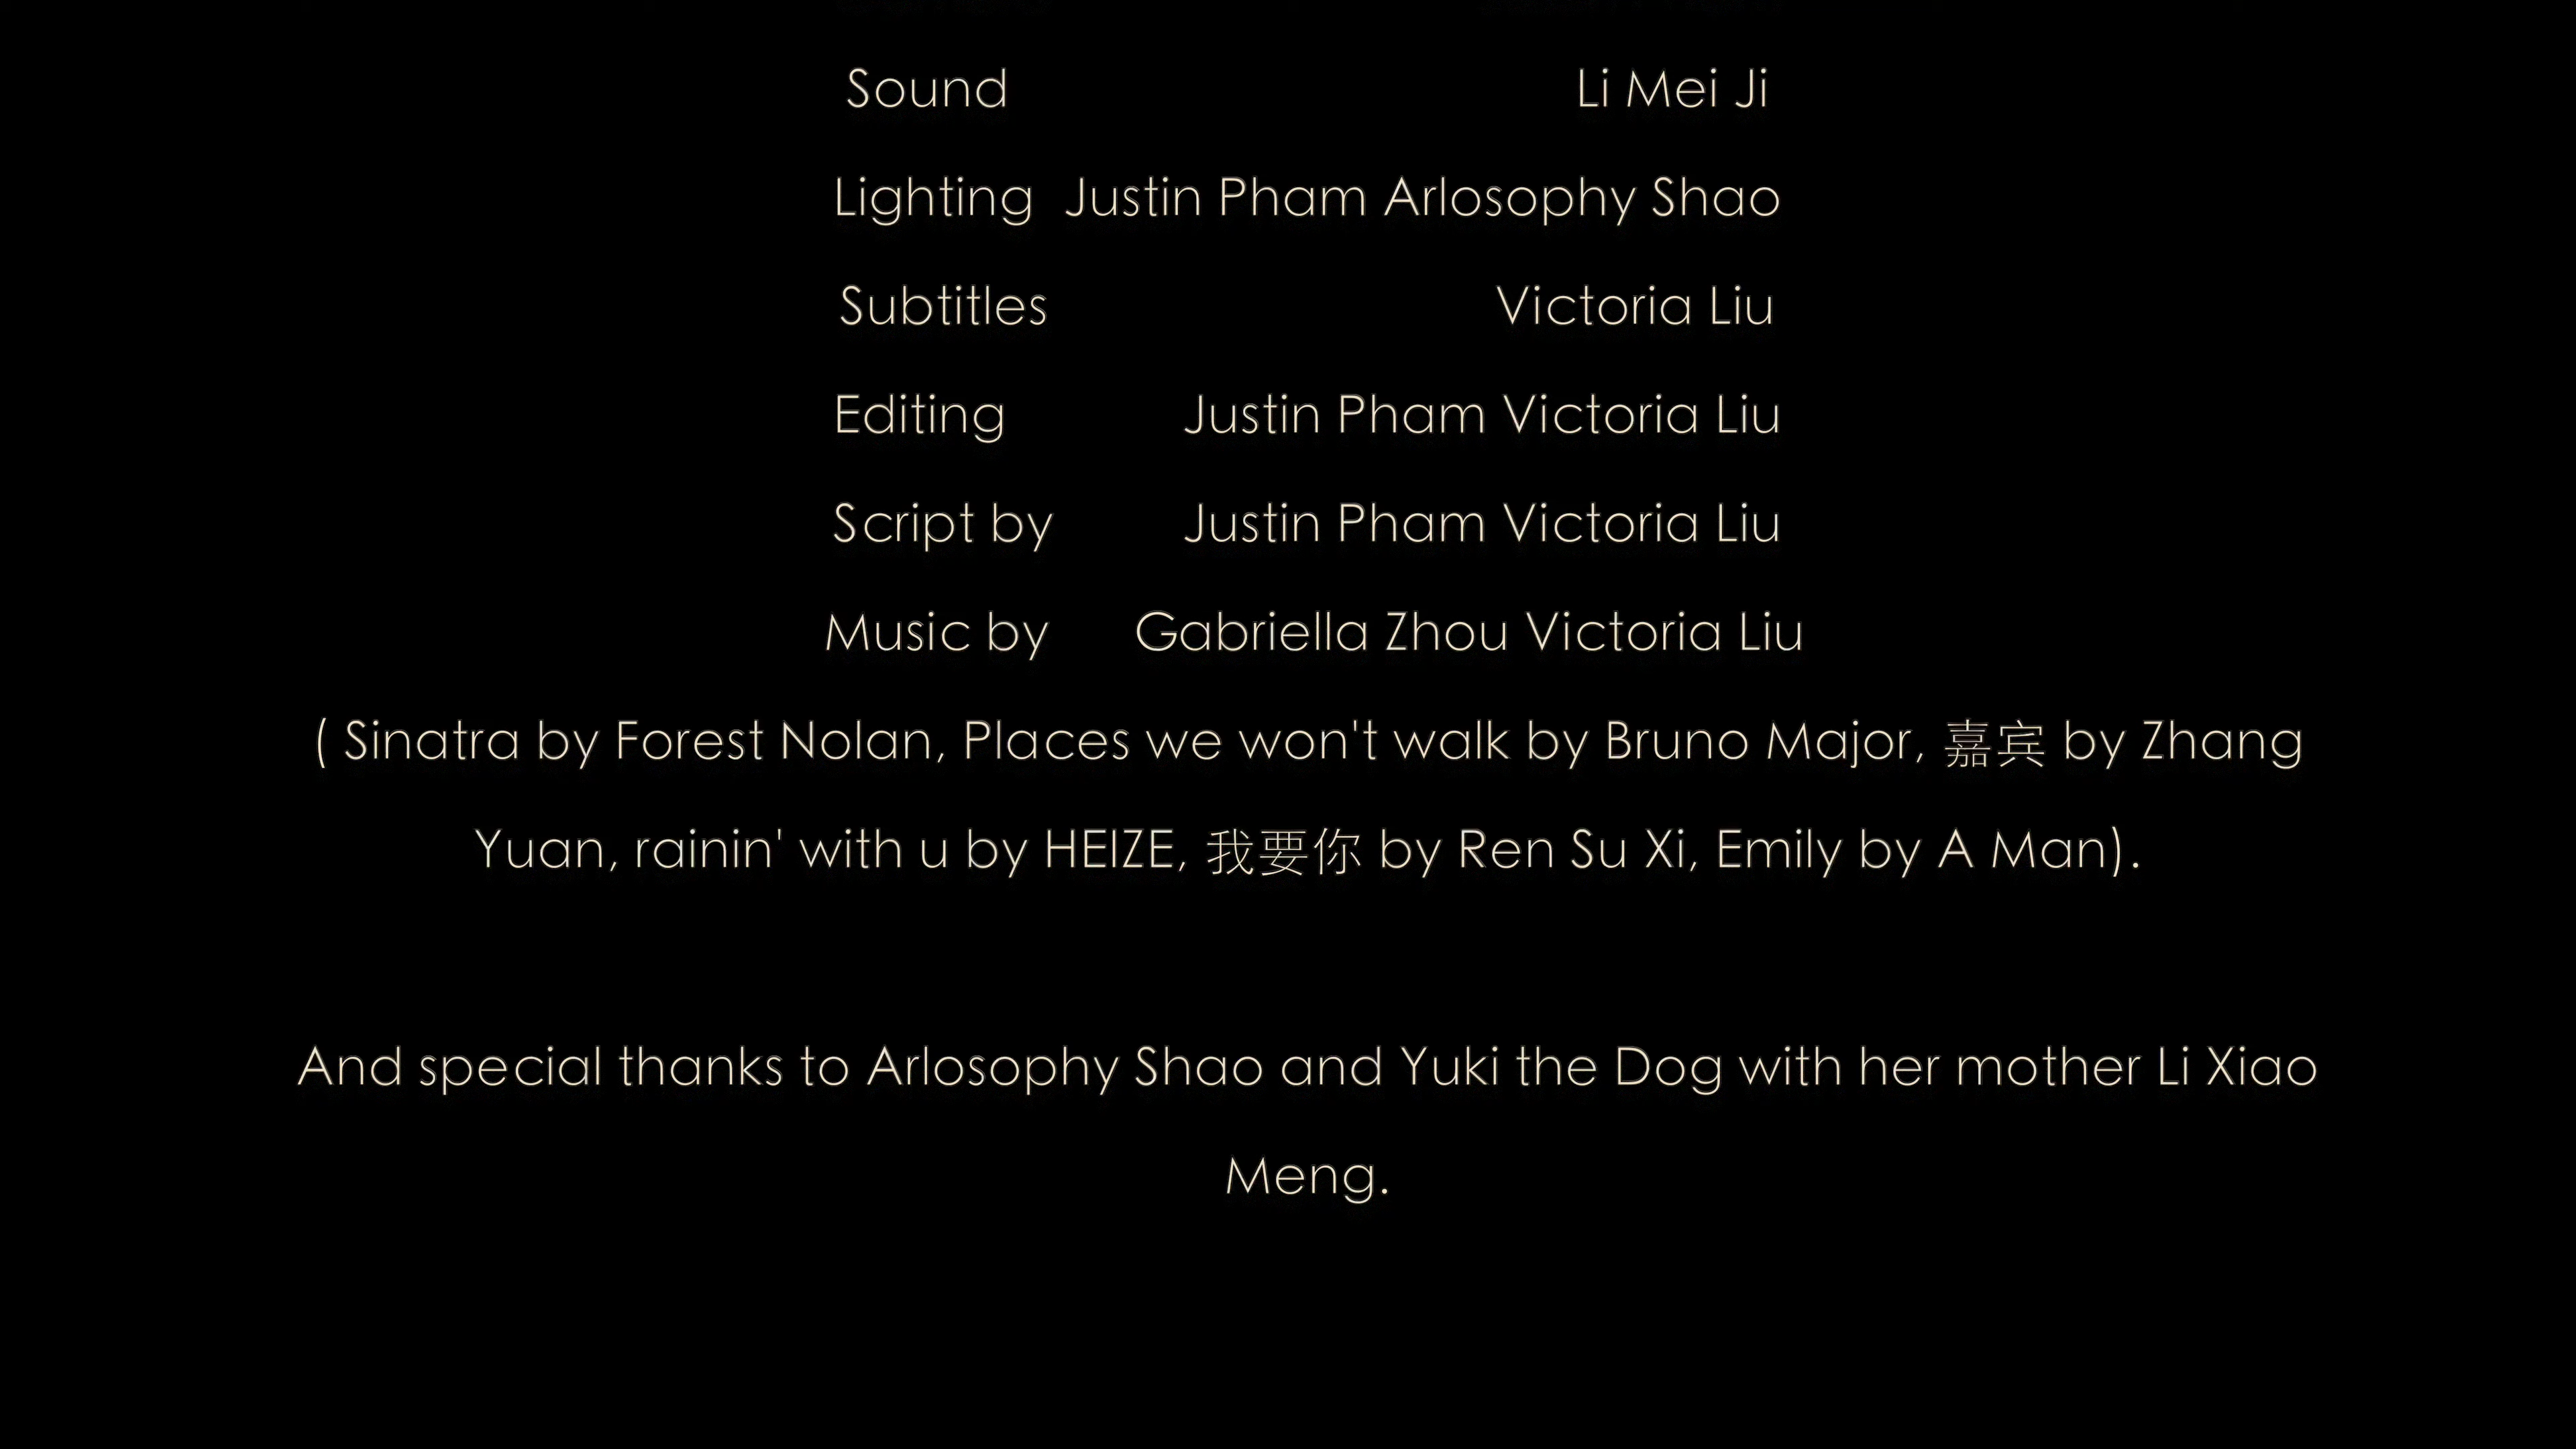 Sound Li Mei Ji
Lighting Justin Pham Arlosophy Shao
Subtitles Victoria Liu
Editing Justin Pham Victoria Liu
Script by Justin Pham Victoria Liu
Music by Gabriella Zhou Victoria Liu
( Sinatra by Forest Nolan, Places we won't walk by Bruno Major, 嘉宾 by Zhang
Yuan, rainin' with u by HEIZE, 我要你 by Ren Su Xi, Emily by A Man).
And special thanks to Arlosophy Shao and Yuki the Dog with her mother Li Xiao
Meng.